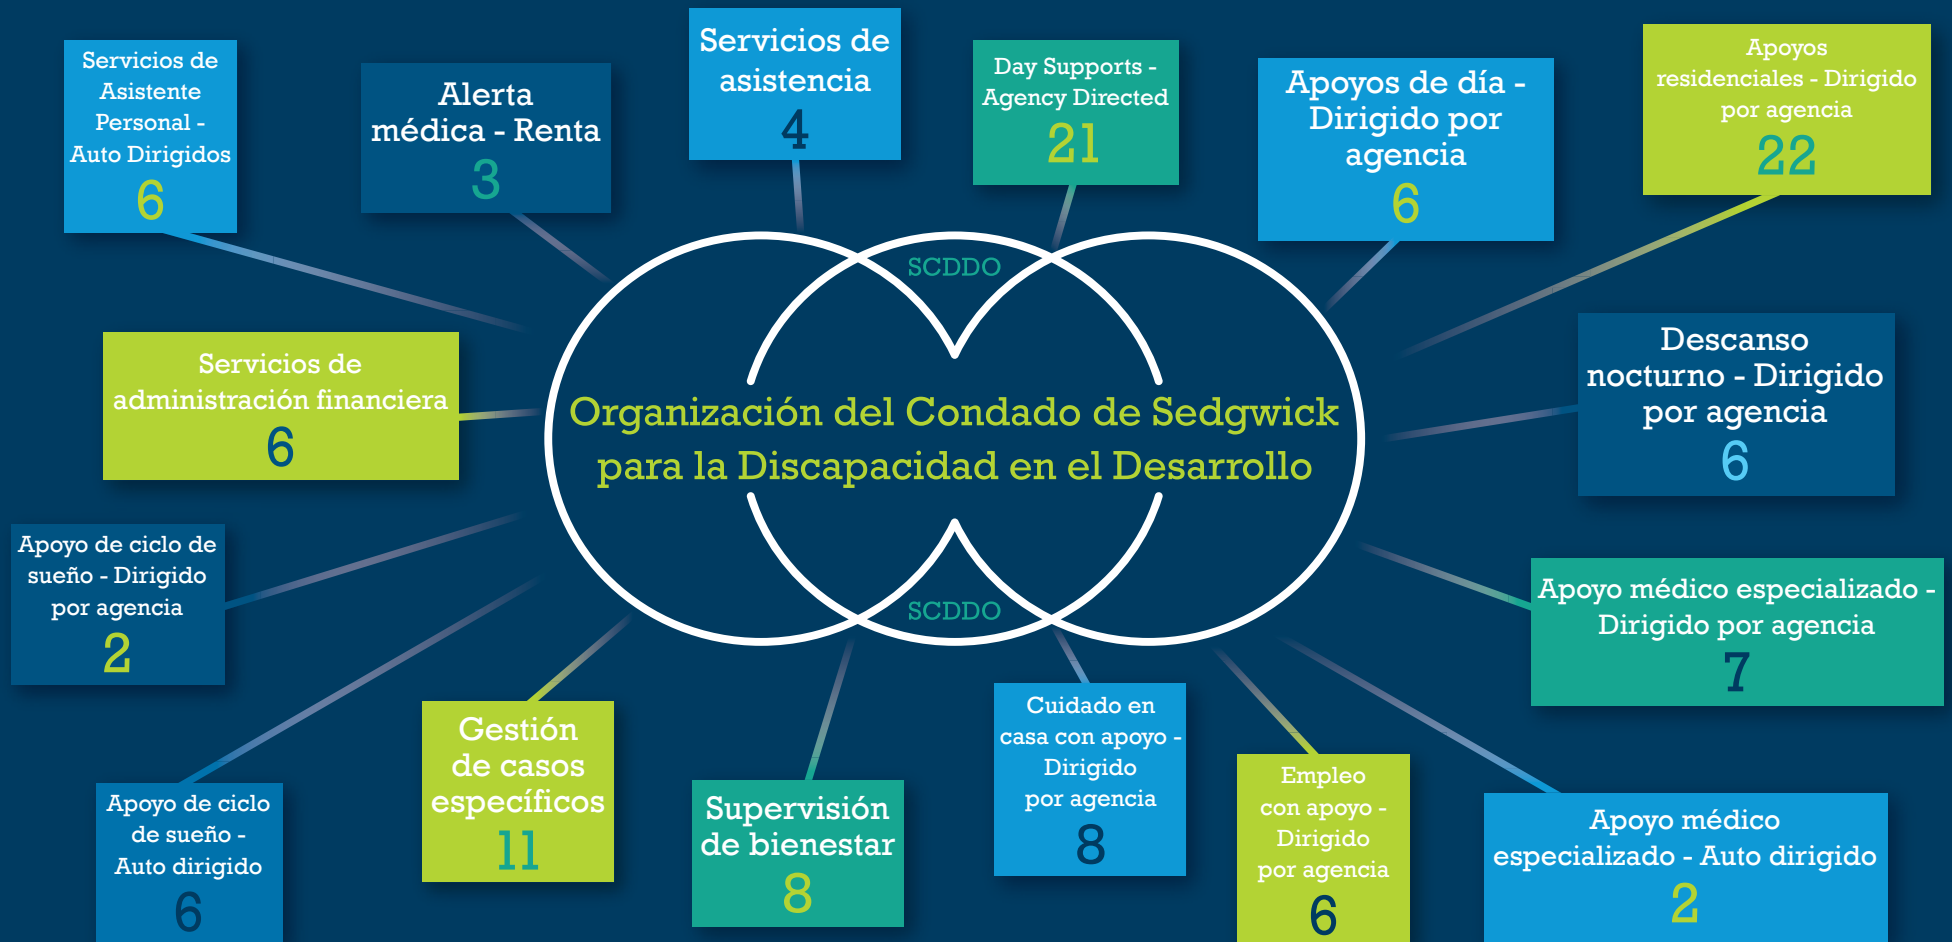 Servicios de
Asistente
Personal -
Auto Dirigidos
6
Alerta
médica - Renta
3
Servicios de
asistencia
4
Day Supports -
Agency Directed
21
Apoyos de día -
Dirigido por
agencia
6
Apoyos
residenciales - Dirigido
por agencia
22
SCDDO
Servicios de
administración financiera
6
Organización del Condado de Sedgwick
para la Discapacidad en el Desarrollo
Descanso
nocturno - Dirigido
por agencia
6
Apoyo de ciclo de
sueño - Dirigido
por agencia
2
SCDDO
Apoyo médico especializado -
Dirigido por agencia
7
Apoyo de ciclo
de sueño -
Auto dirigido
6
Gestión
de casos
específicos
11
Supervisión
de bienestar
8
Cuidado en
casa con apoyo -
Dirigido
por agencia
8
Empleo
con apoyo -
Dirigido
por agencia
6
Apoyo médico
especializado - Auto dirigido
2